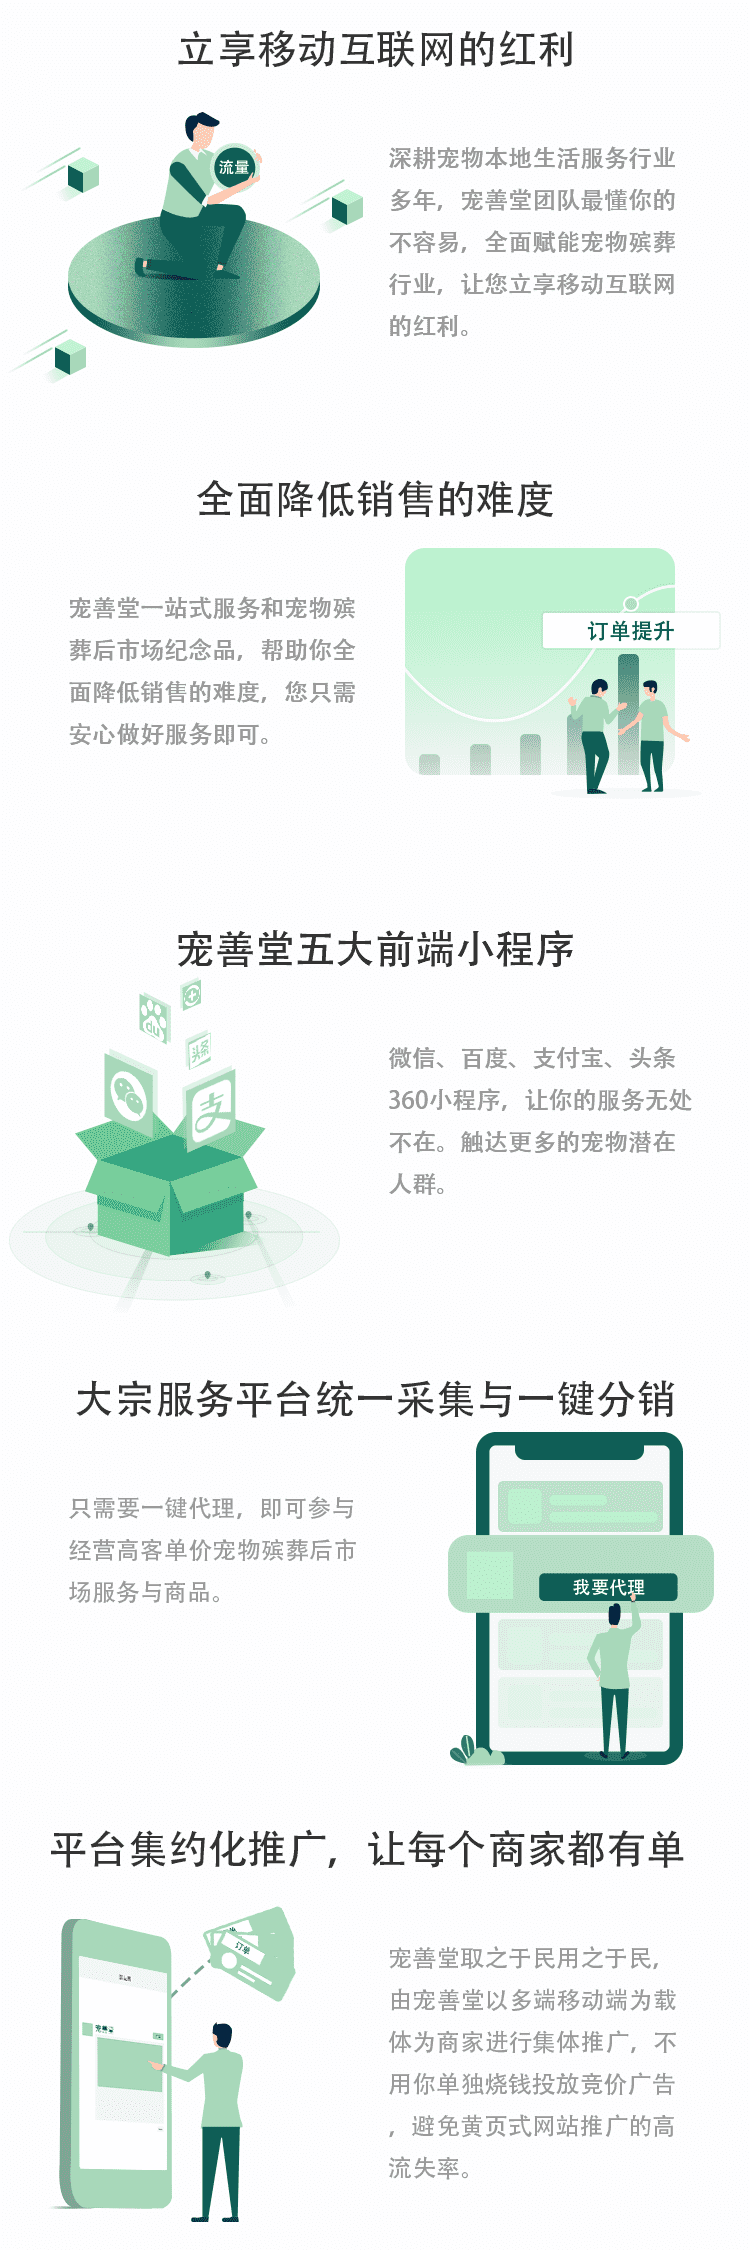 立享移动互联网的红利
流量
深耕宠物本地生活服务行业
多年，宠善堂团队最懂你的
不容易，全面赋能宠物殡葬
行业，让您立享移动互联网
的红利。
全面降低销售的难度
宠善堂一站式服务和宠物殡
葬后市场纪念品，帮助你全
面降低销售的难度，您只需
安心做好服务即可。
订单提升
宠善堂五大前端小程序
du
头条
支
微信、百度、支付宝、头条
360小程序，让你的服务无处
不在。触达更多的宠物潜在
人群。
大宗服务平台统一采集与一键分销
只需要一键代理，即可参与
经营高客单价宠物殡葬后市
场服务与商品。
我要代理
平台集约化推广，让每个商家都有单
订单
宠善堂取之于民用之于民，
由宠善堂以多端移动端为载
体为商家进行集体推广，不
用你单独烧钱投放竞价广告
，避免黄页式网站推广的高
流失率。